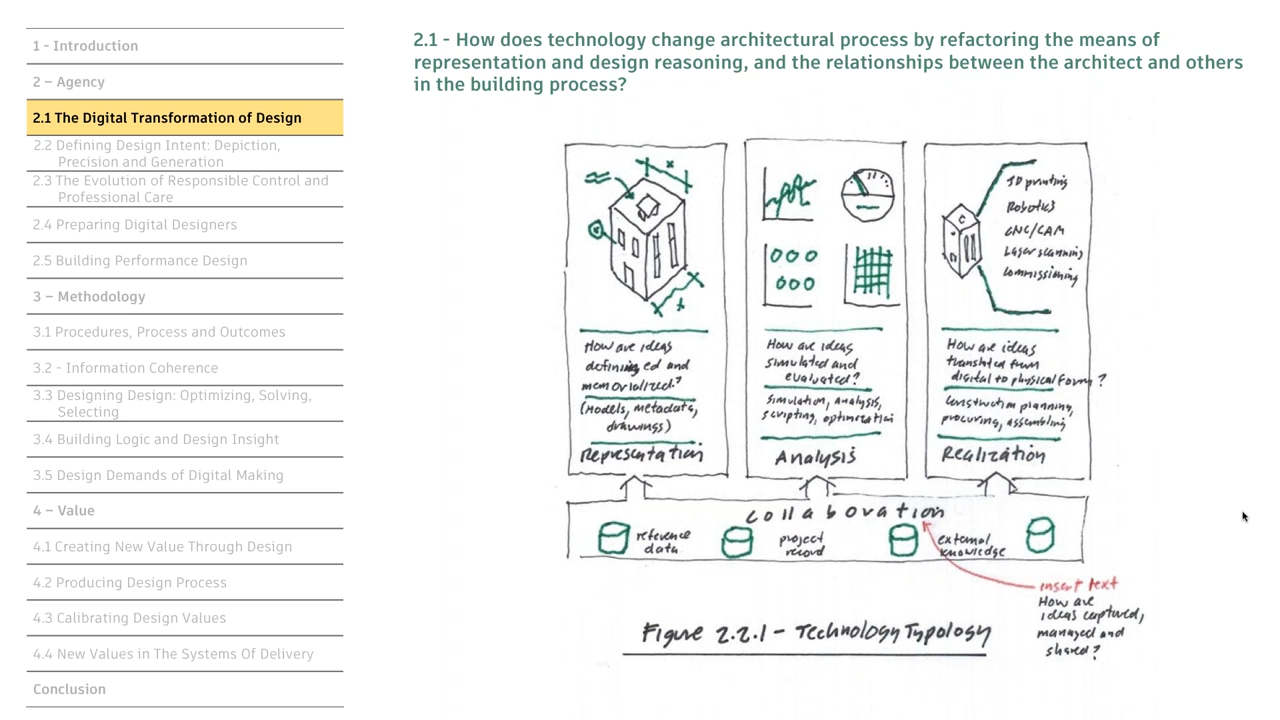 1 - Introduction
2 – Agency
2.1 The Digital Transformation of Design
2.2 Defining Design Intent: Depiction,
Precision and Generation
2.3 The Evolution of Responsible Control and
Professional Care
2.4 Preparing Digital Designers
2.5 Building Performance Design
3 – Methodology
3.1 Procedures, Process and Outcomes
3.2 - Information Coherence
3.3 Designing Design: Optimizing, Solving,
Selecting
3.4 Building Logic and Design Insight
3.5 Design Demands of Digital Making
4 – Value
4.1 Creating New Value Through Design
4.2 Producing Design Process
4.3 Calibrating Design Values
4.4 New Values in The Systems Of Delivery
Conclusion
2.1 - How does technology change architectural process by refactoring the means of
representation and design reasoning, and the relationships between the architect and others
in the building process?
How are ideas
defining ed and
memorialized?
(models, metadata,
drawings)
Representation
How are ideas
simulated and
evaluated?
Simulation, analysis,
scripting, optimization
Analysis
3D printing
Robotics
CNC/CAM
Laser scanning
Commissioning
How are ideas
translated from
digital to physical form?
Construction planning,
procuring, assembling
Realization
Collaboration
reference
data
project
record
external
knowledge
insert text
How are
ideas captured,
managed and
shared?
Figure 2.2.1 - Technology Typology